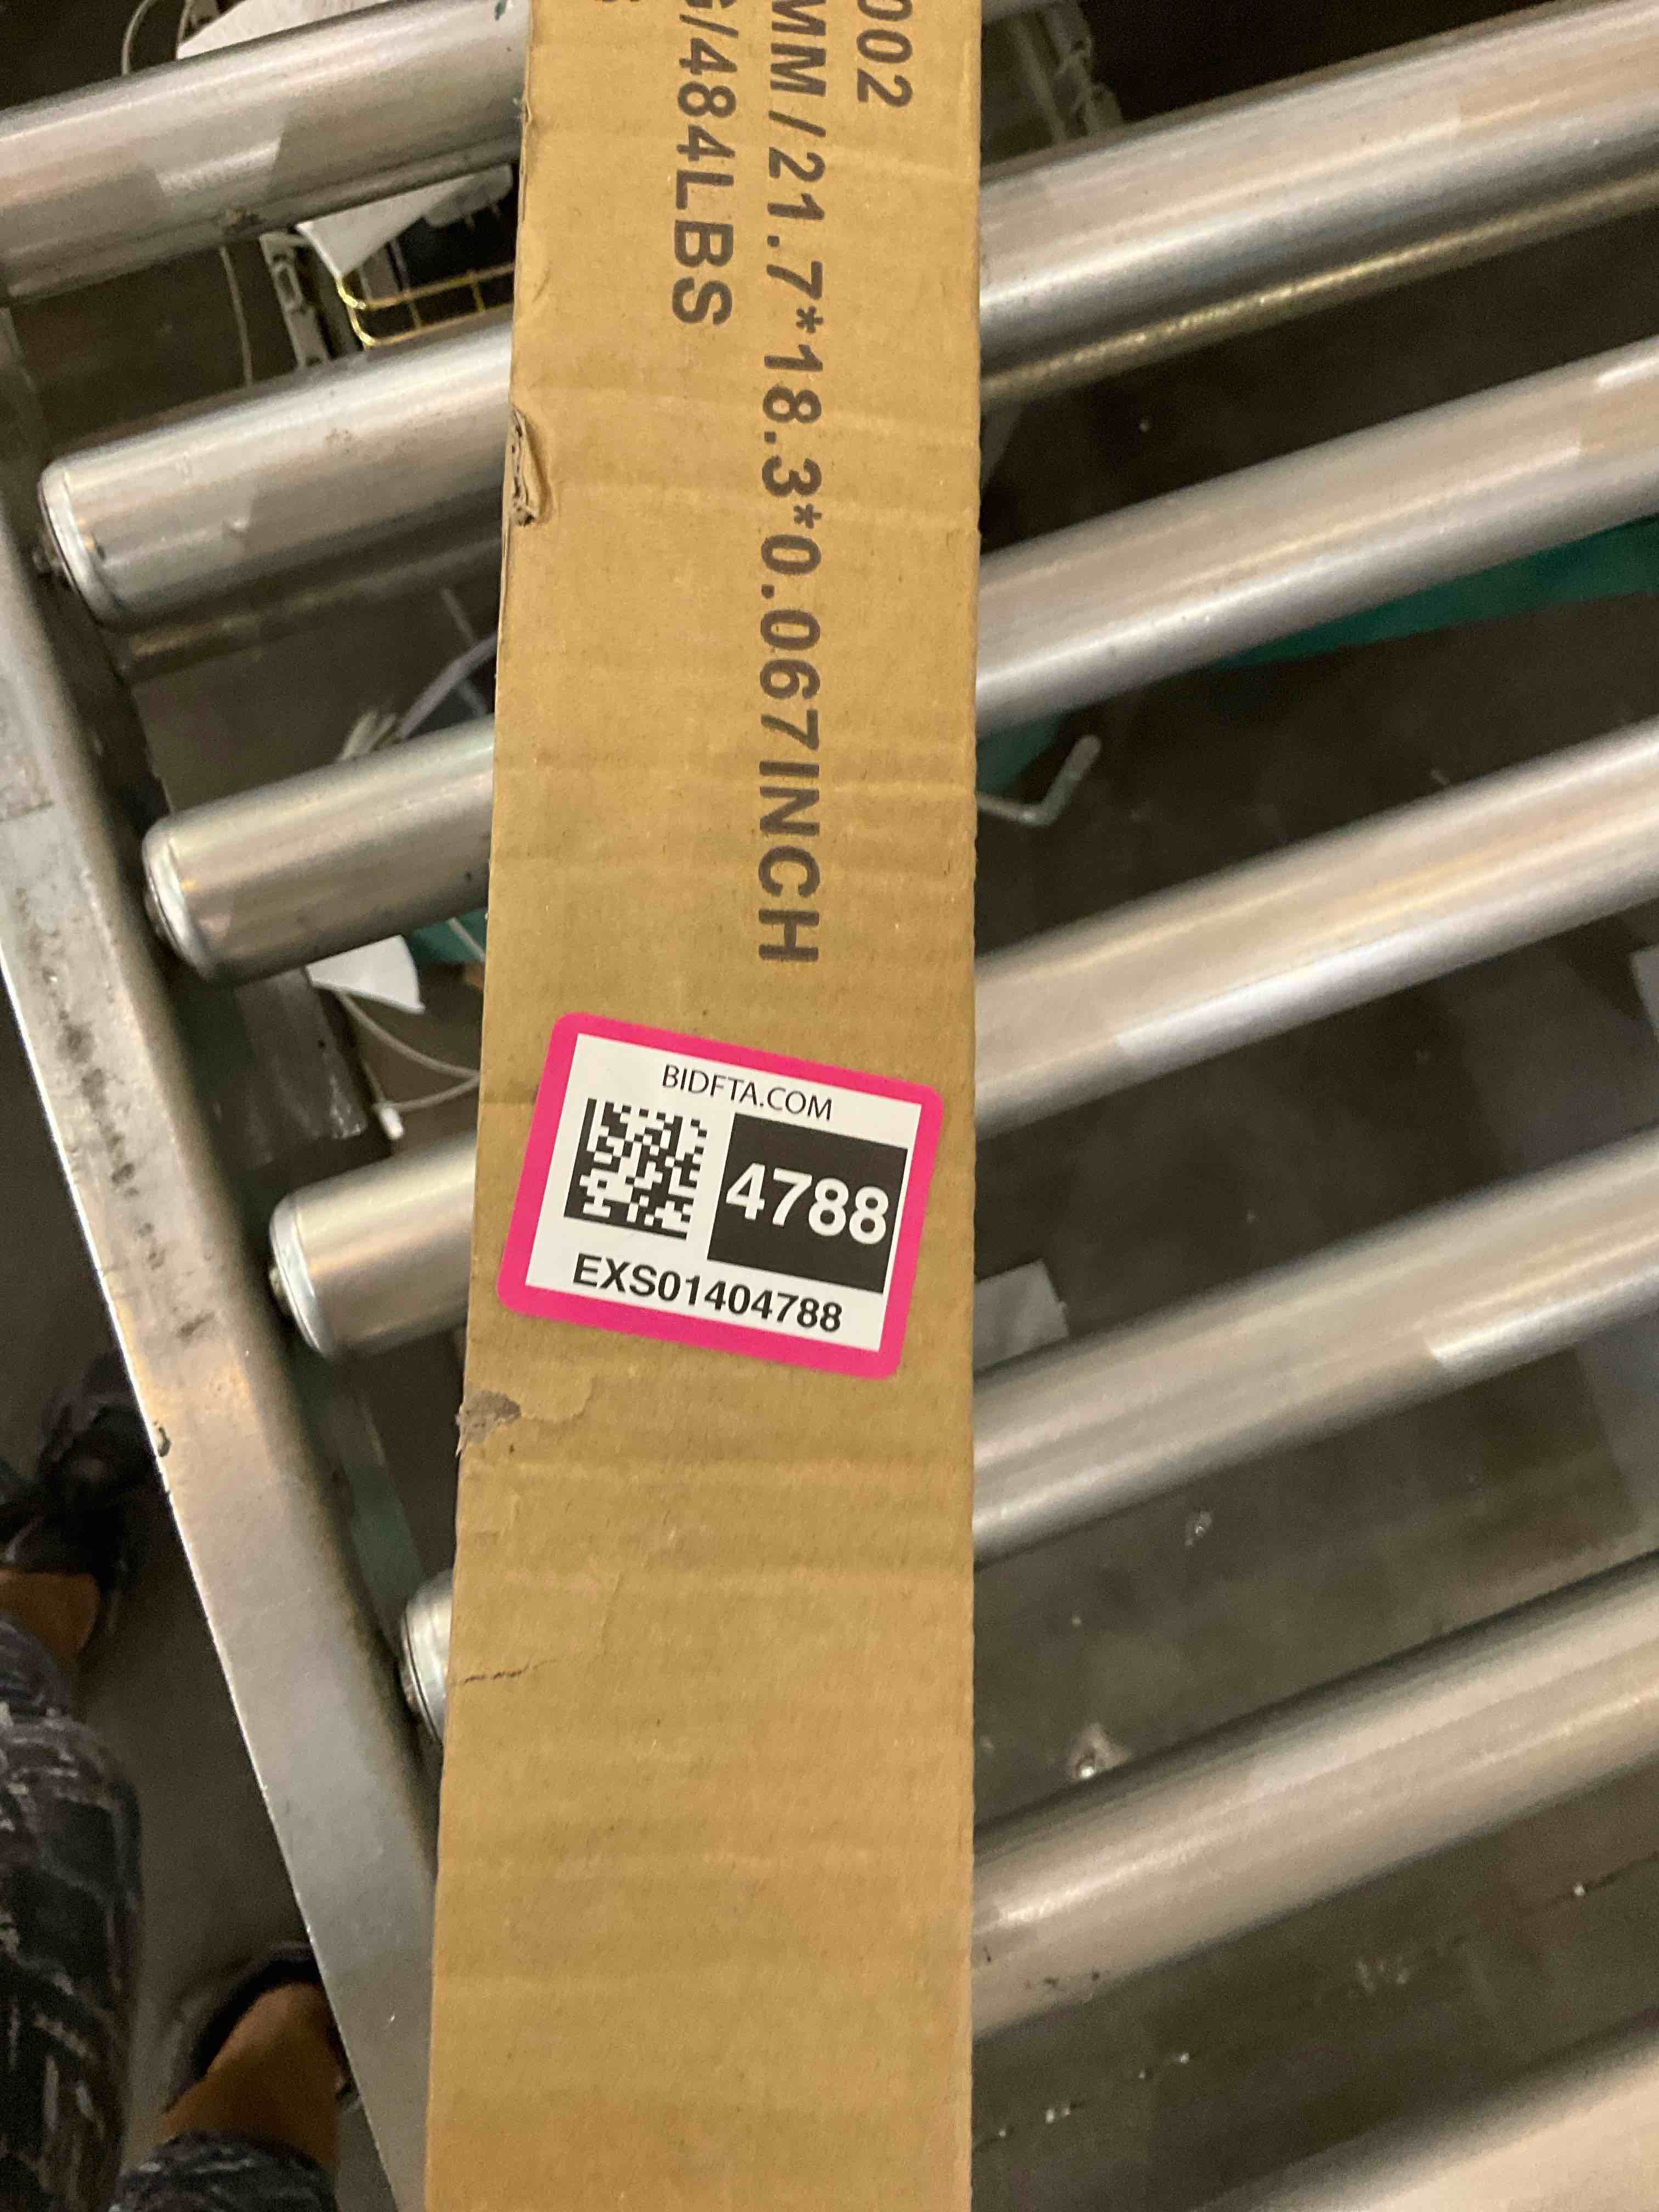 002
MM/21.7*18.3*0.067INCH
G/484LBS
BIDFTA.COM
4788
EXS01404788